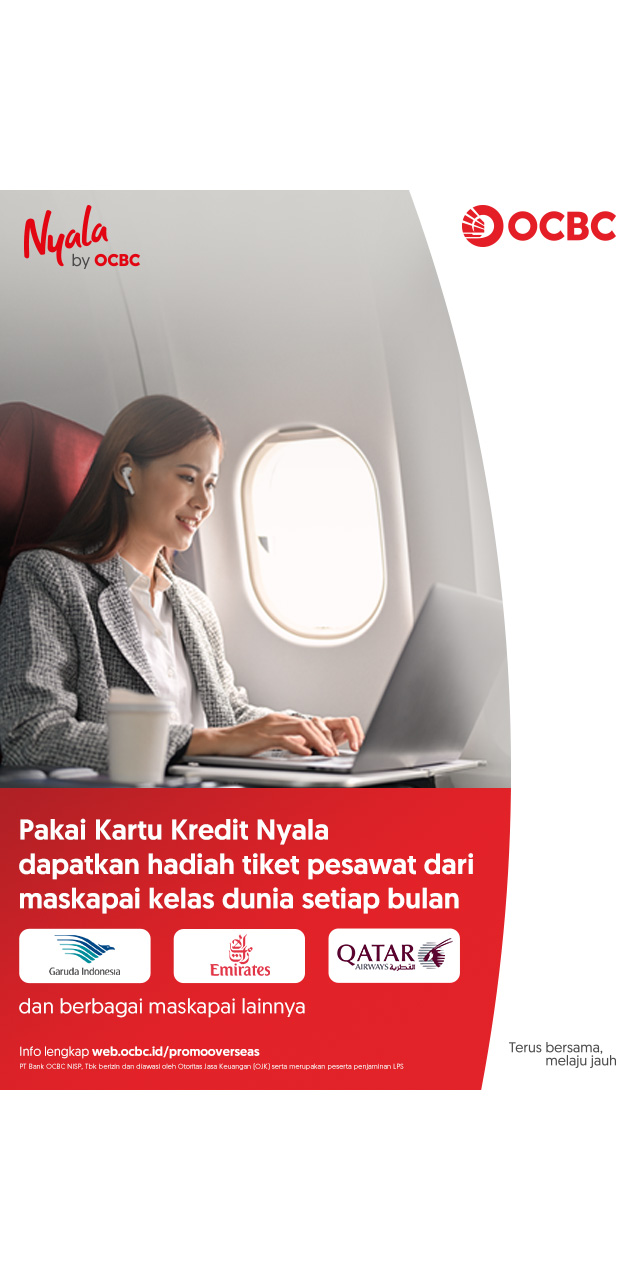 Nyala
by OCBC
OCBC
Pakai Kartu Kredit Nyala
dapatkan hadiah tiket pesawat dari
maskapai kelas dunia setiap bulan
Garuda Indonesia
Emirates
QATAR
AIRWAYS القطرية
dan berbagai maskapai lainnya
Info lengkap web.ocbc.id/promooverseas
PT Bank OCBC NISP, Tbk berizin dan diawasi oleh Otoritas Jasa Keuangan (OJK) serta merupakan peserta penjaminan LPS
Terus bersama,
melaju jauh